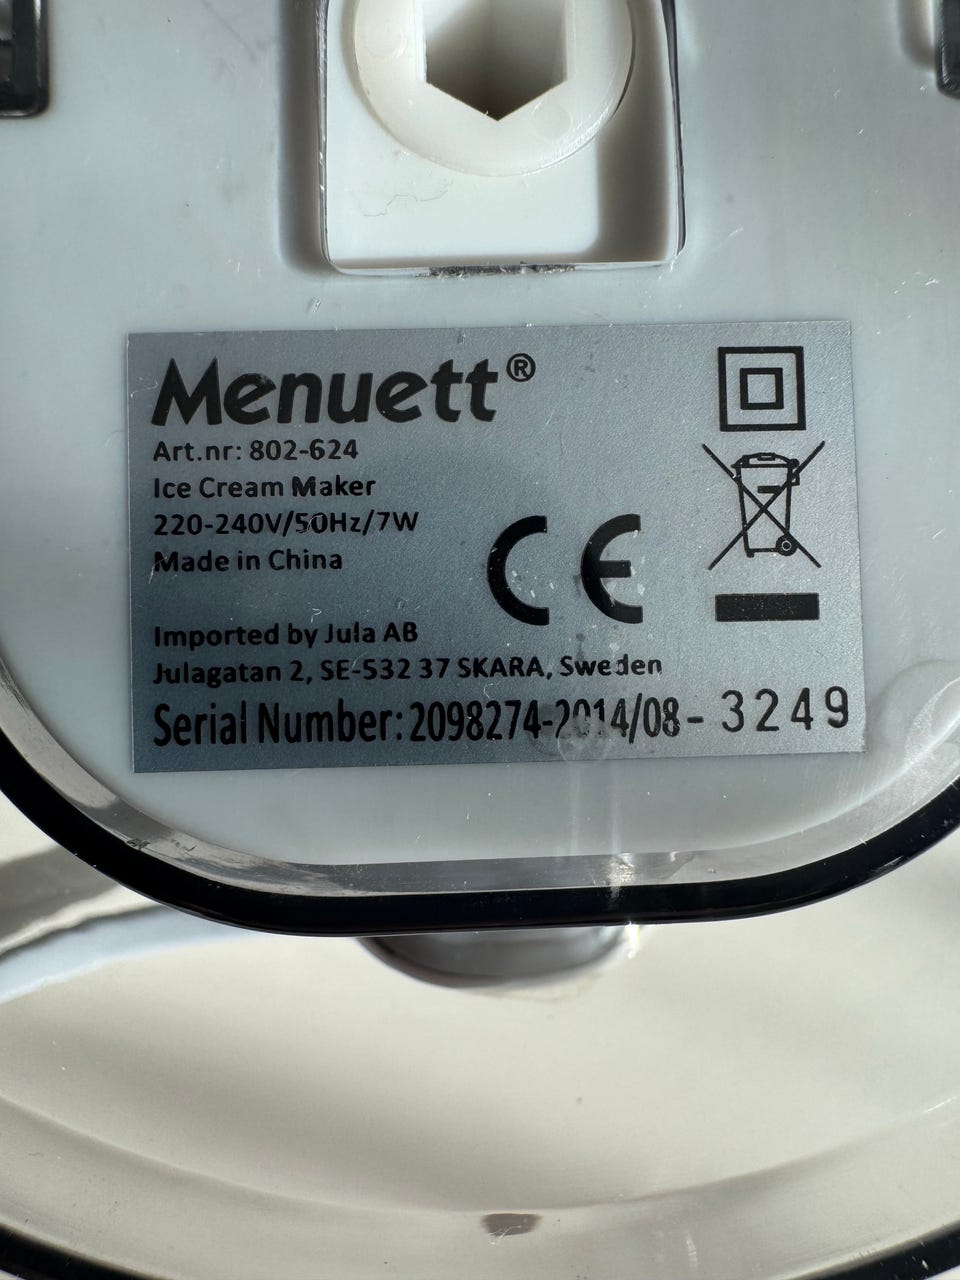 Menuett®
Art.nr: 802-624
Ice Cream Maker
220-240V/50Hz/7W
Made in China
CE
Imported by Jula AB
Julagatan 2, SE-532 37 SKARA, Sweden
Serial Number: 2098274-2014/08-3249